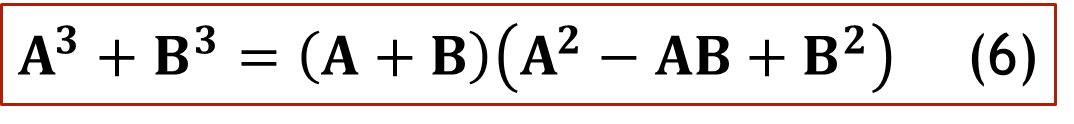 A³ + B³ = (A + B)(A² − AB + B²) (6)